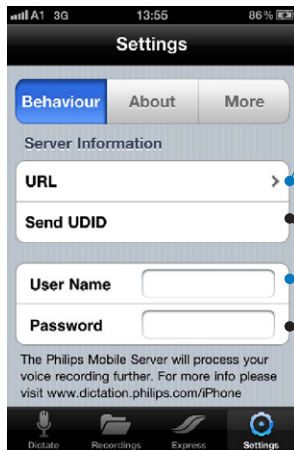 A1 3G 13:55 86%
Settings
Behaviour About More
Server Information
URL
Send UDID
User Name
Password
The Philips Mobile Server will process your
voice recording further. For more info please
visit www.dictation.philips.com/iPhone
Dictate Recordings Express Settings